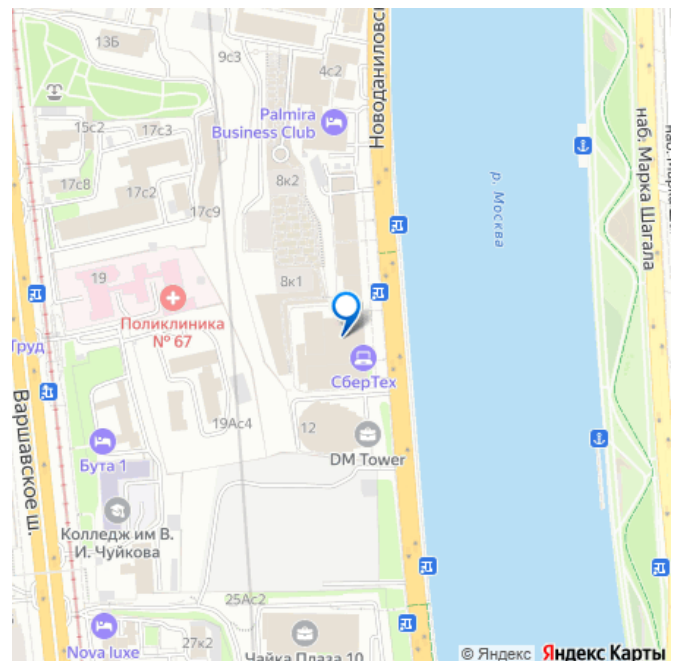 13Б
9с3
4с2
Новоданиловс
Palmira
Business Club
15с2
17с3
17с8
17с2
17с9
8к2
р. Москва
наб. Марка Шагала
19
8к1
Поликлиника
№ 67
Труд
СберТех
Варшавское ш.
19Ас4
12
DM Tower
Бута 1
Колледж им В.
И. Чуйкова
25Ас2
27к2
Nova luxe
Чайка Плаза 10
© Яндекс Яндекс Карты